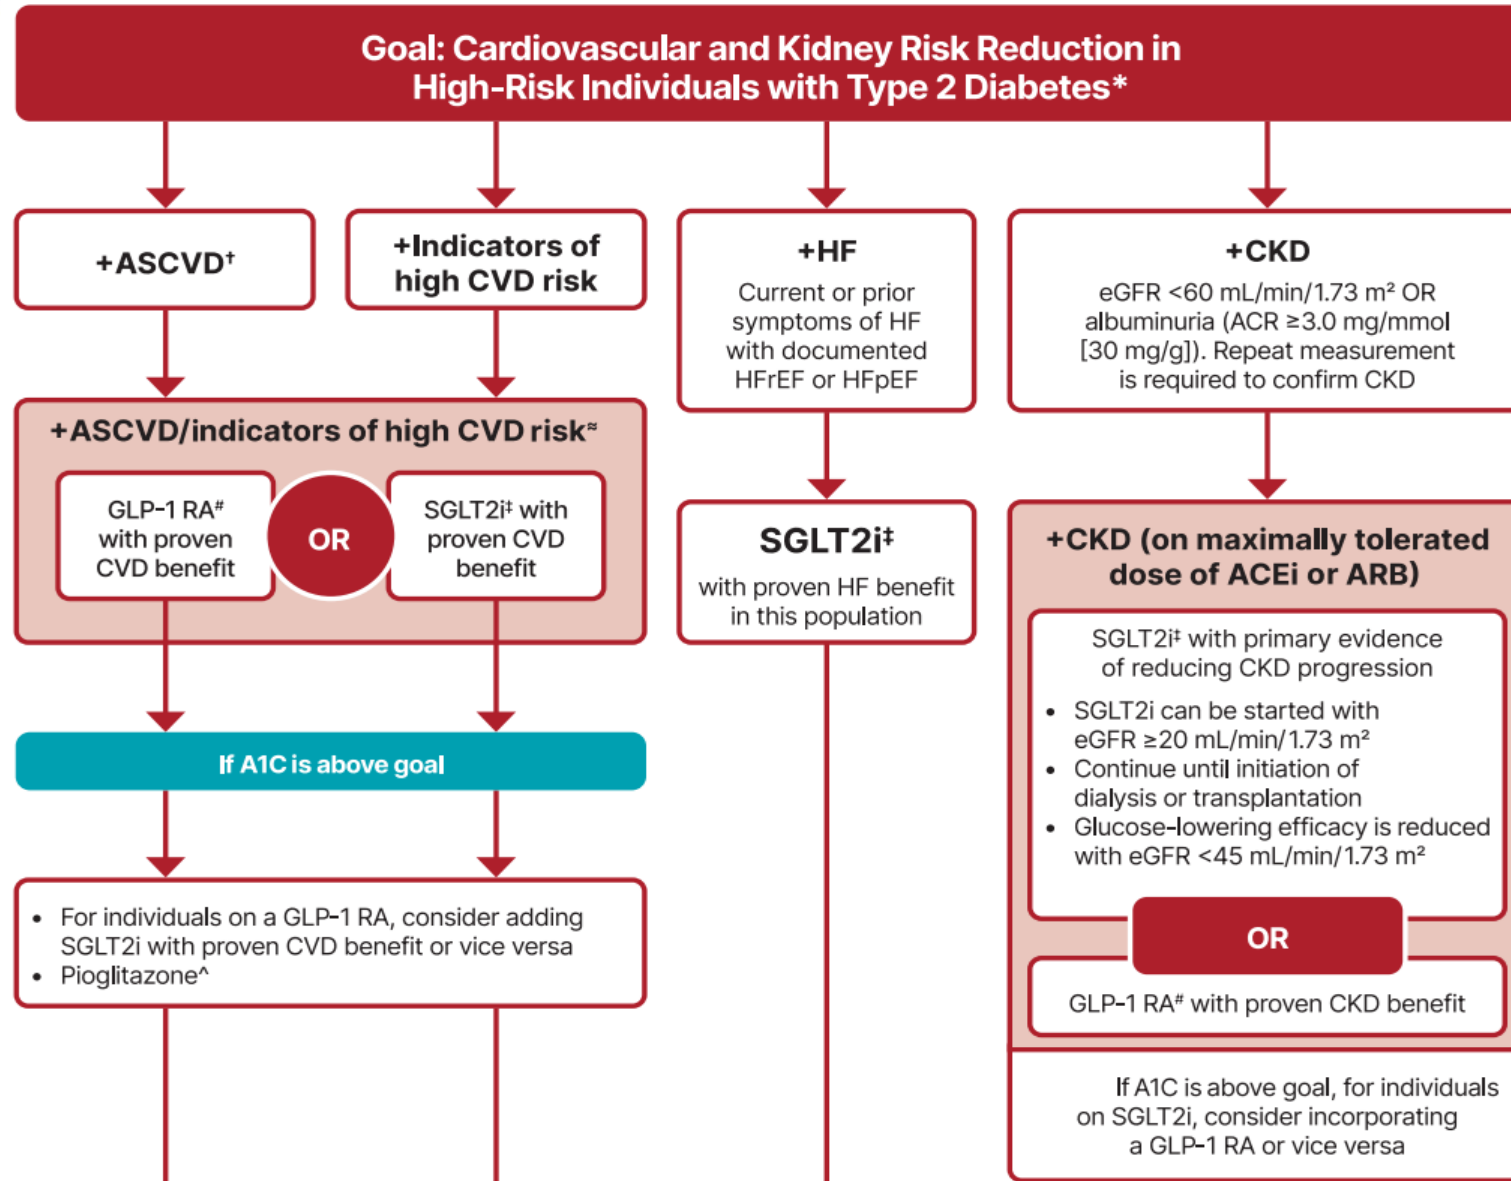 Goal: Cardiovascular and Kidney Risk Reduction in
High-Risk Individuals with Type 2 Diabetes*
+ASCVD†
+Indicators of
high CVD risk
+ASCVD/indicators of high CVD risk≈
GLP-1 RA#
with proven
CVD benefit
OR
SGLT2i‡ with
proven CVD
benefit
If A1C is above goal
• For individuals on a GLP-1 RA, consider adding
SGLT2i with proven CVD benefit or vice versa
• Pioglitazone^
+HF
Current or prior
symptoms of HF
with documented
HFrEF or HFpEF
SGLT2i‡
with proven HF benefit
in this population
+CKD
eGFR <60 mL/min/1.73 m² OR
albuminuria (ACR ≥3.0 mg/mmol
[30 mg/g]). Repeat measurement
is required to confirm CKD
+CKD (on maximally tolerated
dose of ACEi or ARB)
SGLT2i‡ with primary evidence
of reducing CKD progression
• SGLT2i can be started with
eGFR ≥20 mL/min/1.73 m²
• Continue until initiation of
dialysis or transplantation
• Glucose-lowering efficacy is reduced
with eGFR <45 mL/min/1.73 m²
OR
GLP-1 RA# with proven CKD benefit
If A1C is above goal, for individuals
on SGLT2i, consider incorporating
a GLP-1 RA or vice versa